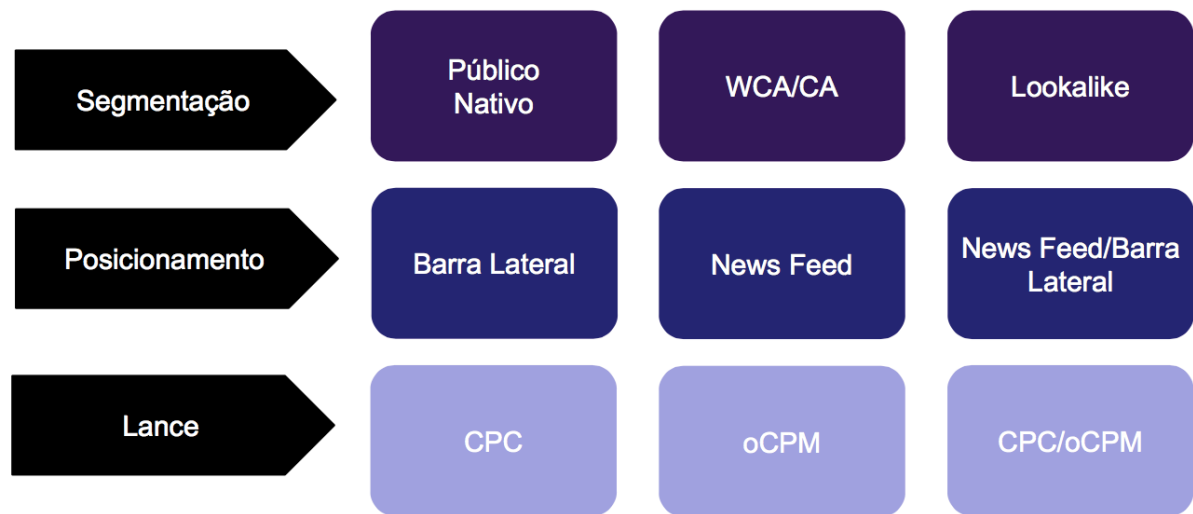 Segmentação
Público
Nativo
WCA/CA
Lookalike
Posicionamento
Barra Lateral
News Feed
News Feed/Barra
Lateral
Lance
CPC
oCPM
CPC/oCPM